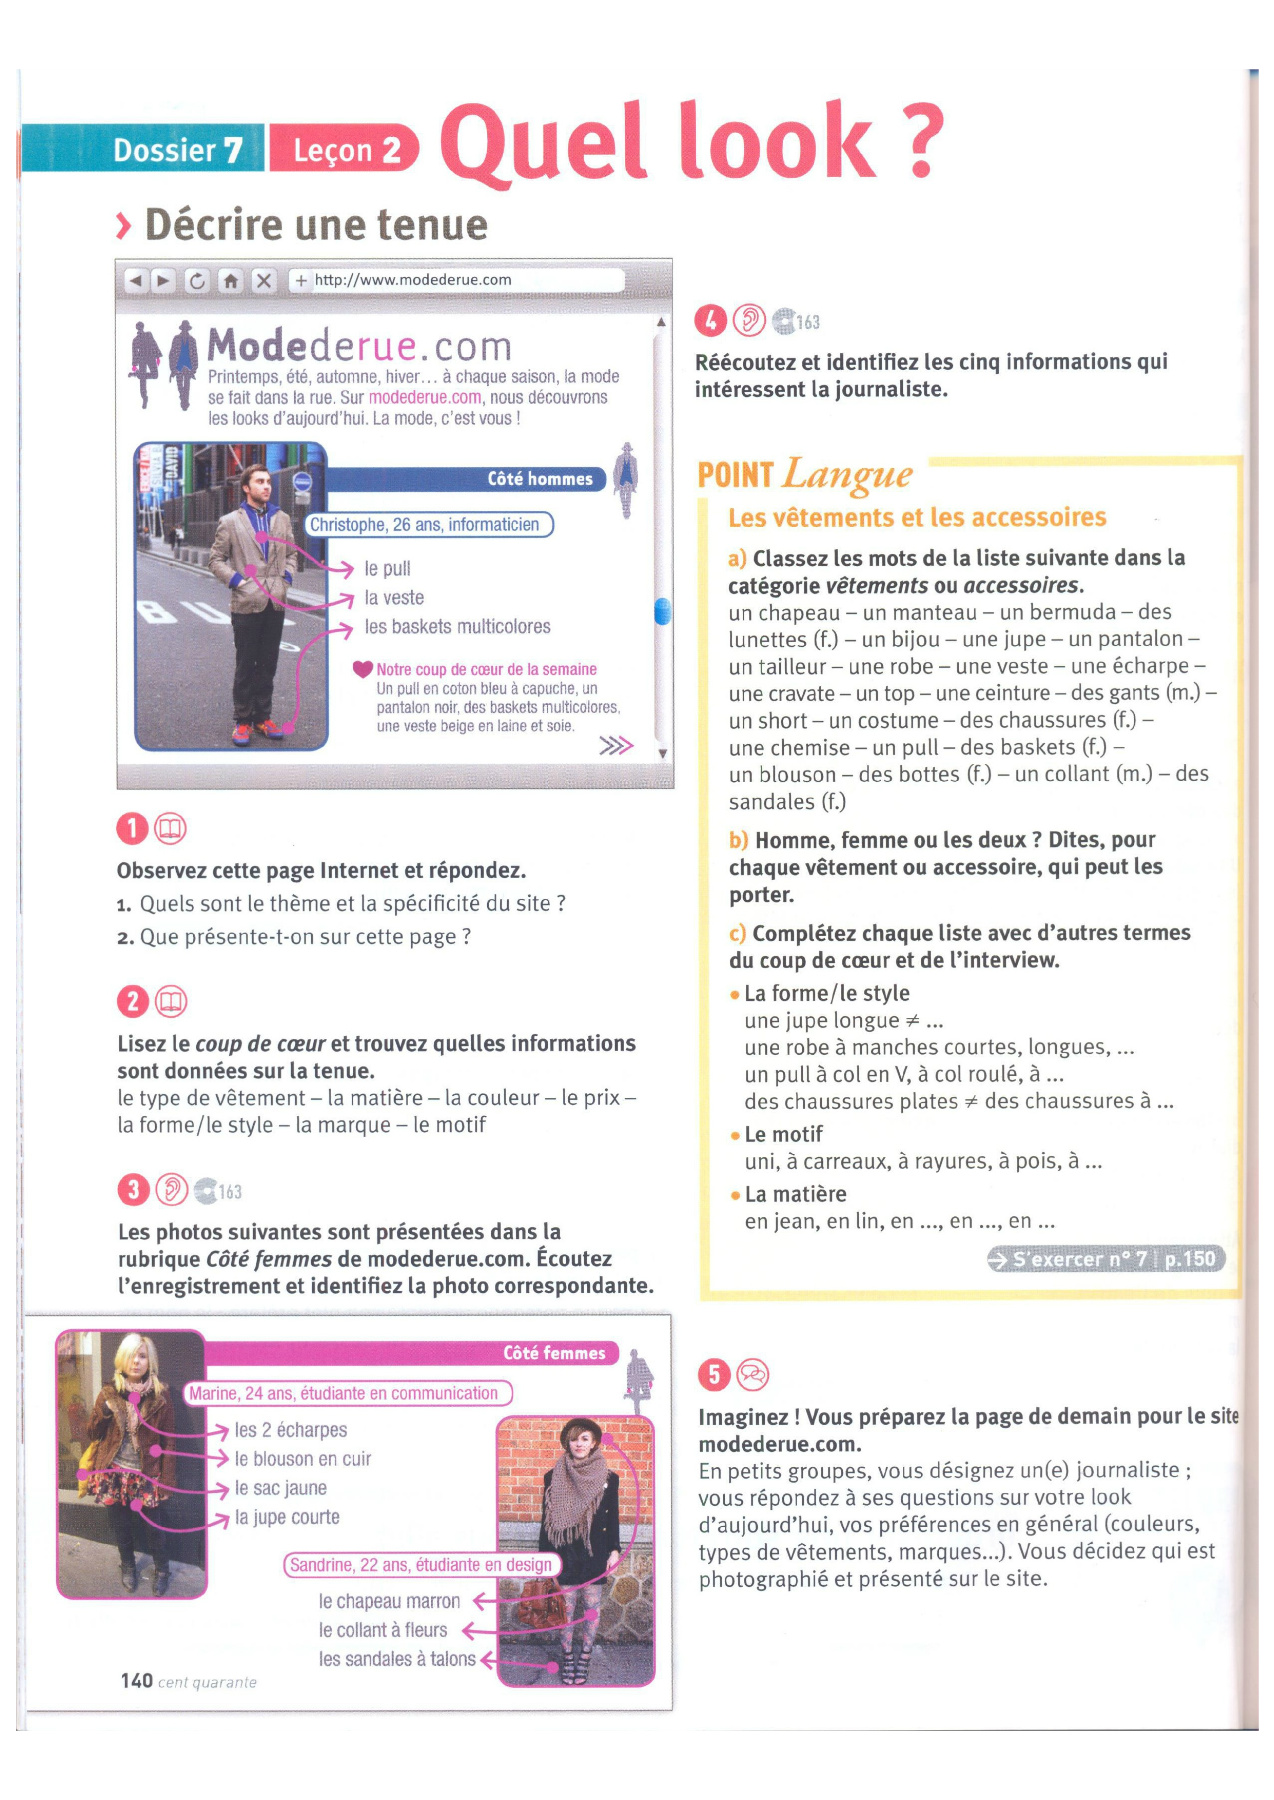 Dossier 7
Leçon 2
Quel look ?
› Décrire une tenue
+ http://www.modederue.com
Modederue.com
Printemps, été, automne, hiver... à chaque saison, la mode
se fait dans la rue. Sur modederue.com, nous découvrons
les looks d'aujourd'hui. La mode, c'est vous !
Côté hommes
Christophe, 26 ans, informaticien
le pull
la veste
les baskets multicolores
Notre coup de cœur de la semaine
Un pull en coton bleu à capuche, un
pantalon noir, des baskets multicolores,
une veste beige en laine et soie.
1
Observez cette page Internet et répondez.
1. Quels sont le thème et la spécificité du site ?
2. Que présente-t-on sur cette page ?
2
Lisez le coup de cœur et trouvez quelles informations
sont données sur la tenue.
le type de vêtement – la matière – la couleur – le prix –
la forme/le style – la marque – le motif
3 163
Les photos suivantes sont présentées dans la
rubrique Côté femmes de modederue.com. Écoutez
l'enregistrement et identifiez la photo correspondante.
Côté femmes
Marine, 24 ans, étudiante en communication
les 2 écharpes
le blouson en cuir
le sac jaune
la jupe courte
Sandrine, 22 ans, étudiante en design
le chapeau marron
le collant à fleurs
les sandales à talons
140 cent quarante
4 163
Réécoutez et identifiez les cinq informations qui
intéressent la journaliste.
POINT Langue
Les vêtements et les accessoires
a) Classez les mots de la liste suivante dans la
catégorie vêtements ou accessoires.
un chapeau – un manteau – un bermuda – des
lunettes (f.) – un bijou – une jupe – un pantalon –
un tailleur – une robe – une veste – une écharpe –
une cravate – un top – une ceinture – des gants (m.) –
un short – un costume – des chaussures (f.) –
une chemise – un pull – des baskets (f.) –
un blouson – des bottes (f.) – un collant (m.) – des
sandales (f.)
b) Homme, femme ou les deux ? Dites, pour
chaque vêtement ou accessoire, qui peut les
porter.
c) Complétez chaque liste avec d'autres termes
du coup de cœur et de l'interview.
• La forme/le style
une jupe longue ≠ ...
une robe à manches courtes, longues, ...
un pull à col en V, à col roulé, à ...
des chaussures plates ≠ des chaussures à ...
• Le motif
uni, à carreaux, à rayures, à pois, à ...
• La matière
en jean, en lin, en ..., en ..., en ...
→ S'exercer n° 7 | p.150
5
Imaginez ! Vous préparez la page de demain pour le site
modederue.com.
En petits groupes, vous désignez un(e) journaliste ;
vous répondez à ses questions sur votre look
d'aujourd'hui, vos préférences en général (couleurs,
types de vêtements, marques...). Vous décidez qui est
photographié et présenté sur le site.